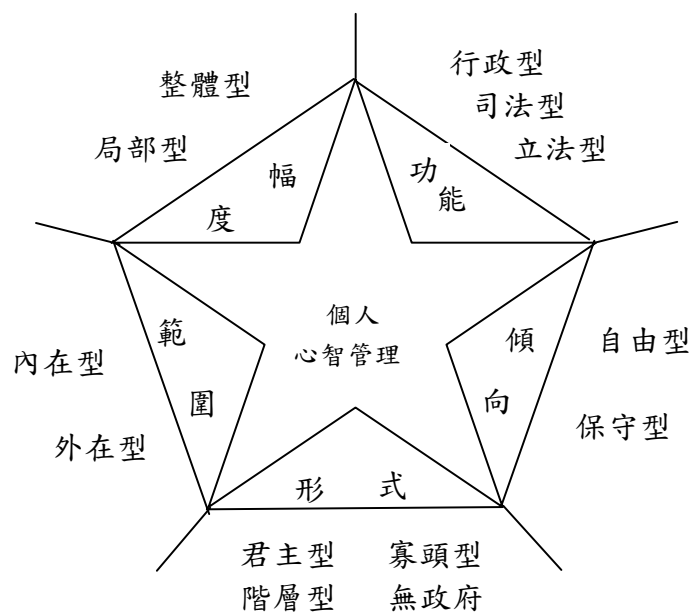 整體型
局部型
幅度
行政型
司法型
立法型
功能
個人
心智管理
範圍
內在型
外在型
傾向
自由型
保守型
形式
君主型 寡頭型
階層型 無政府